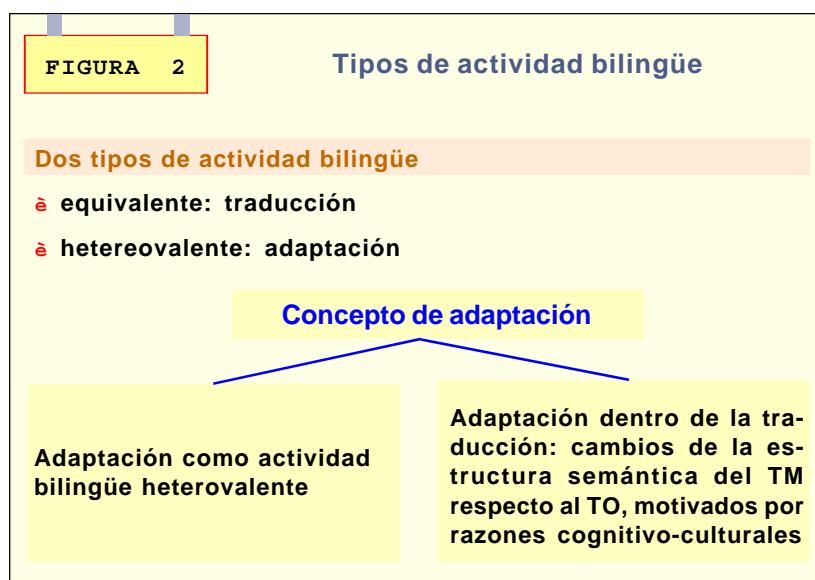 FIGURA 2
Tipos de actividad bilingüe
Dos tipos de actividad bilingüe
è equivalente: traducción
è hetereovalente: adaptación
Concepto de adaptación
Adaptación como actividad
bilingüe heterovalente
Adaptación dentro de la tra-
ducción: cambios de la es-
tructura semántica del TM
respecto al TO, motivados por
razones cognitivo-culturales